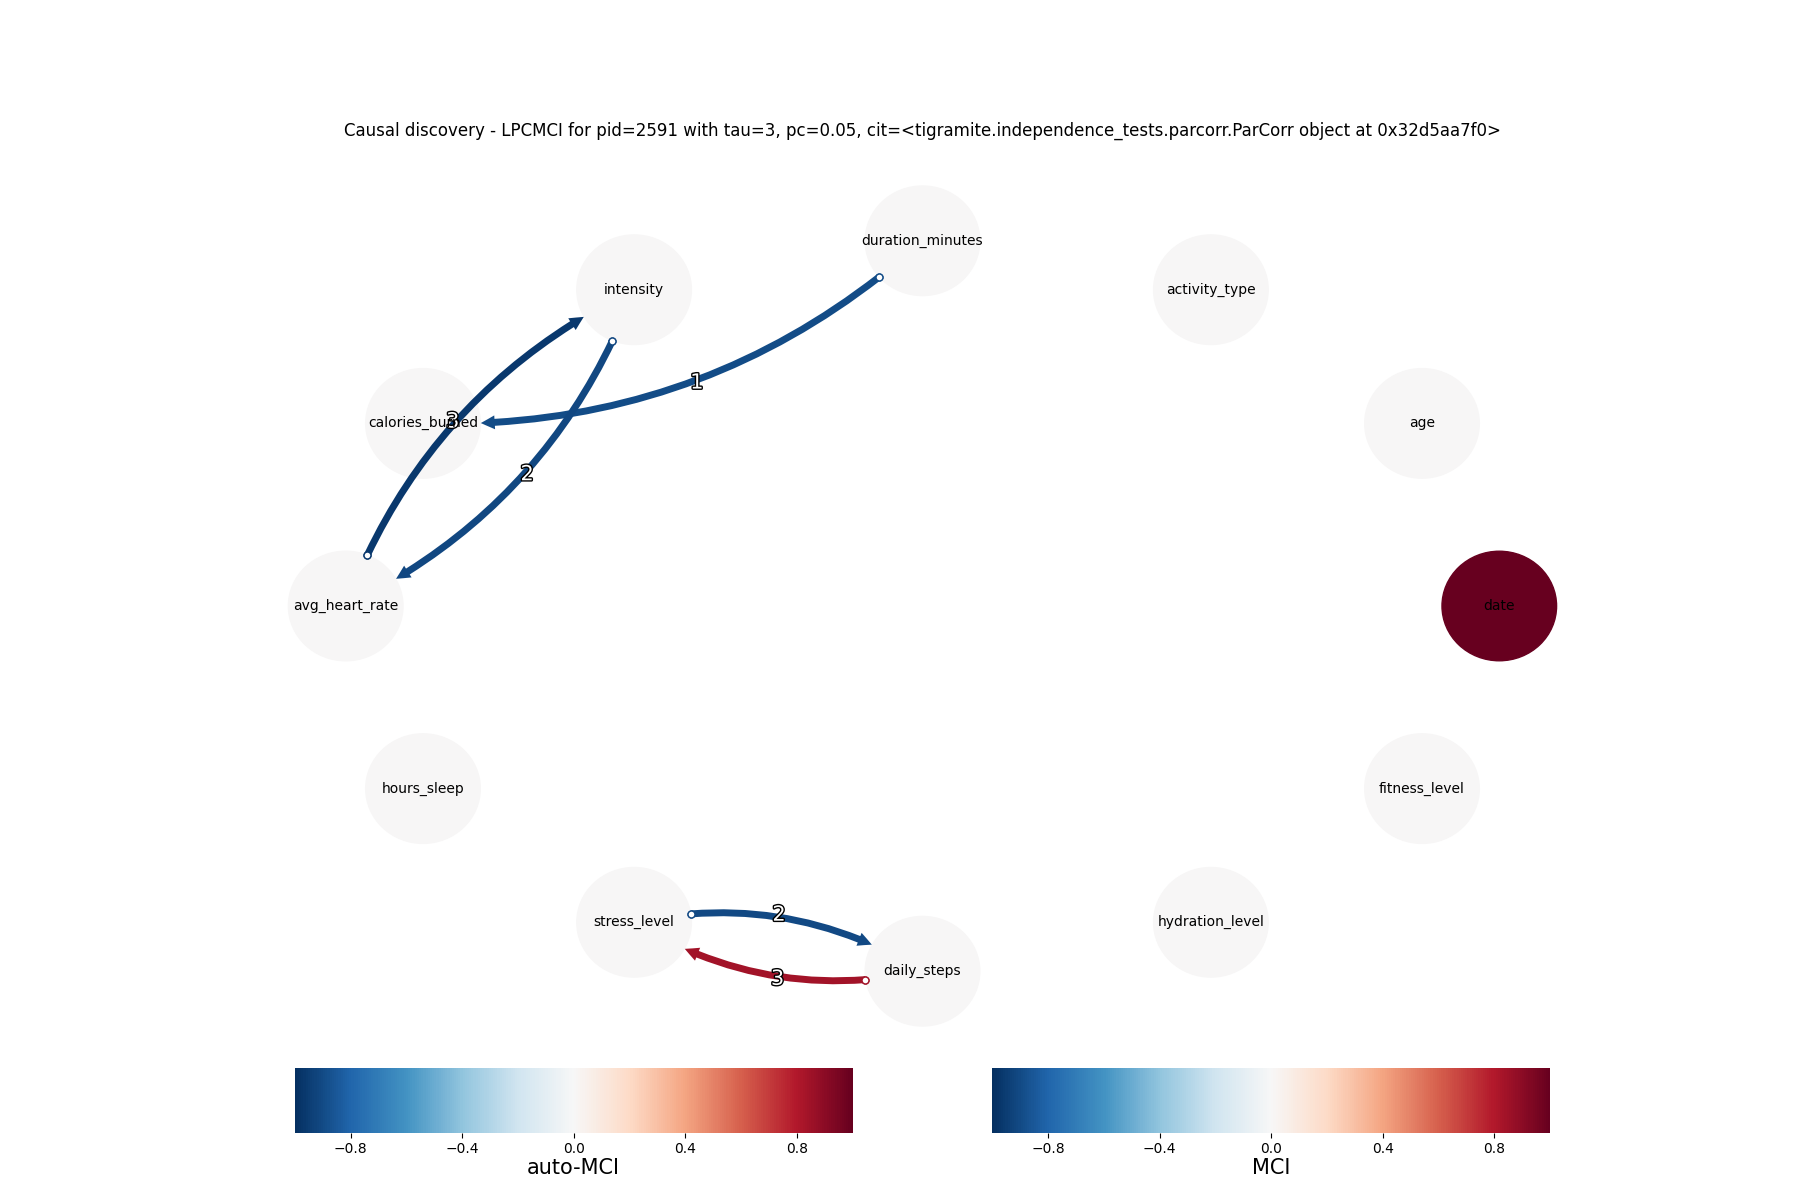 Causal discovery - LPCMCI for pid=2591 with tau=3, pc=0.05, cit=<tigramite.independence_tests.parcorr.ParCorr object at 0x32d5aa7f0>
duration_minutes
intensity
activity_type
1
3
calories_burned
age
2
avg_heart_rate
date
hours_sleep
fitness_level
2
stress_level
hydration_level
daily_steps
3
−0.8 −0.4 0.0 0.4 0.8
auto-MCI
−0.8 −0.4 0.0 0.4 0.8
MCI